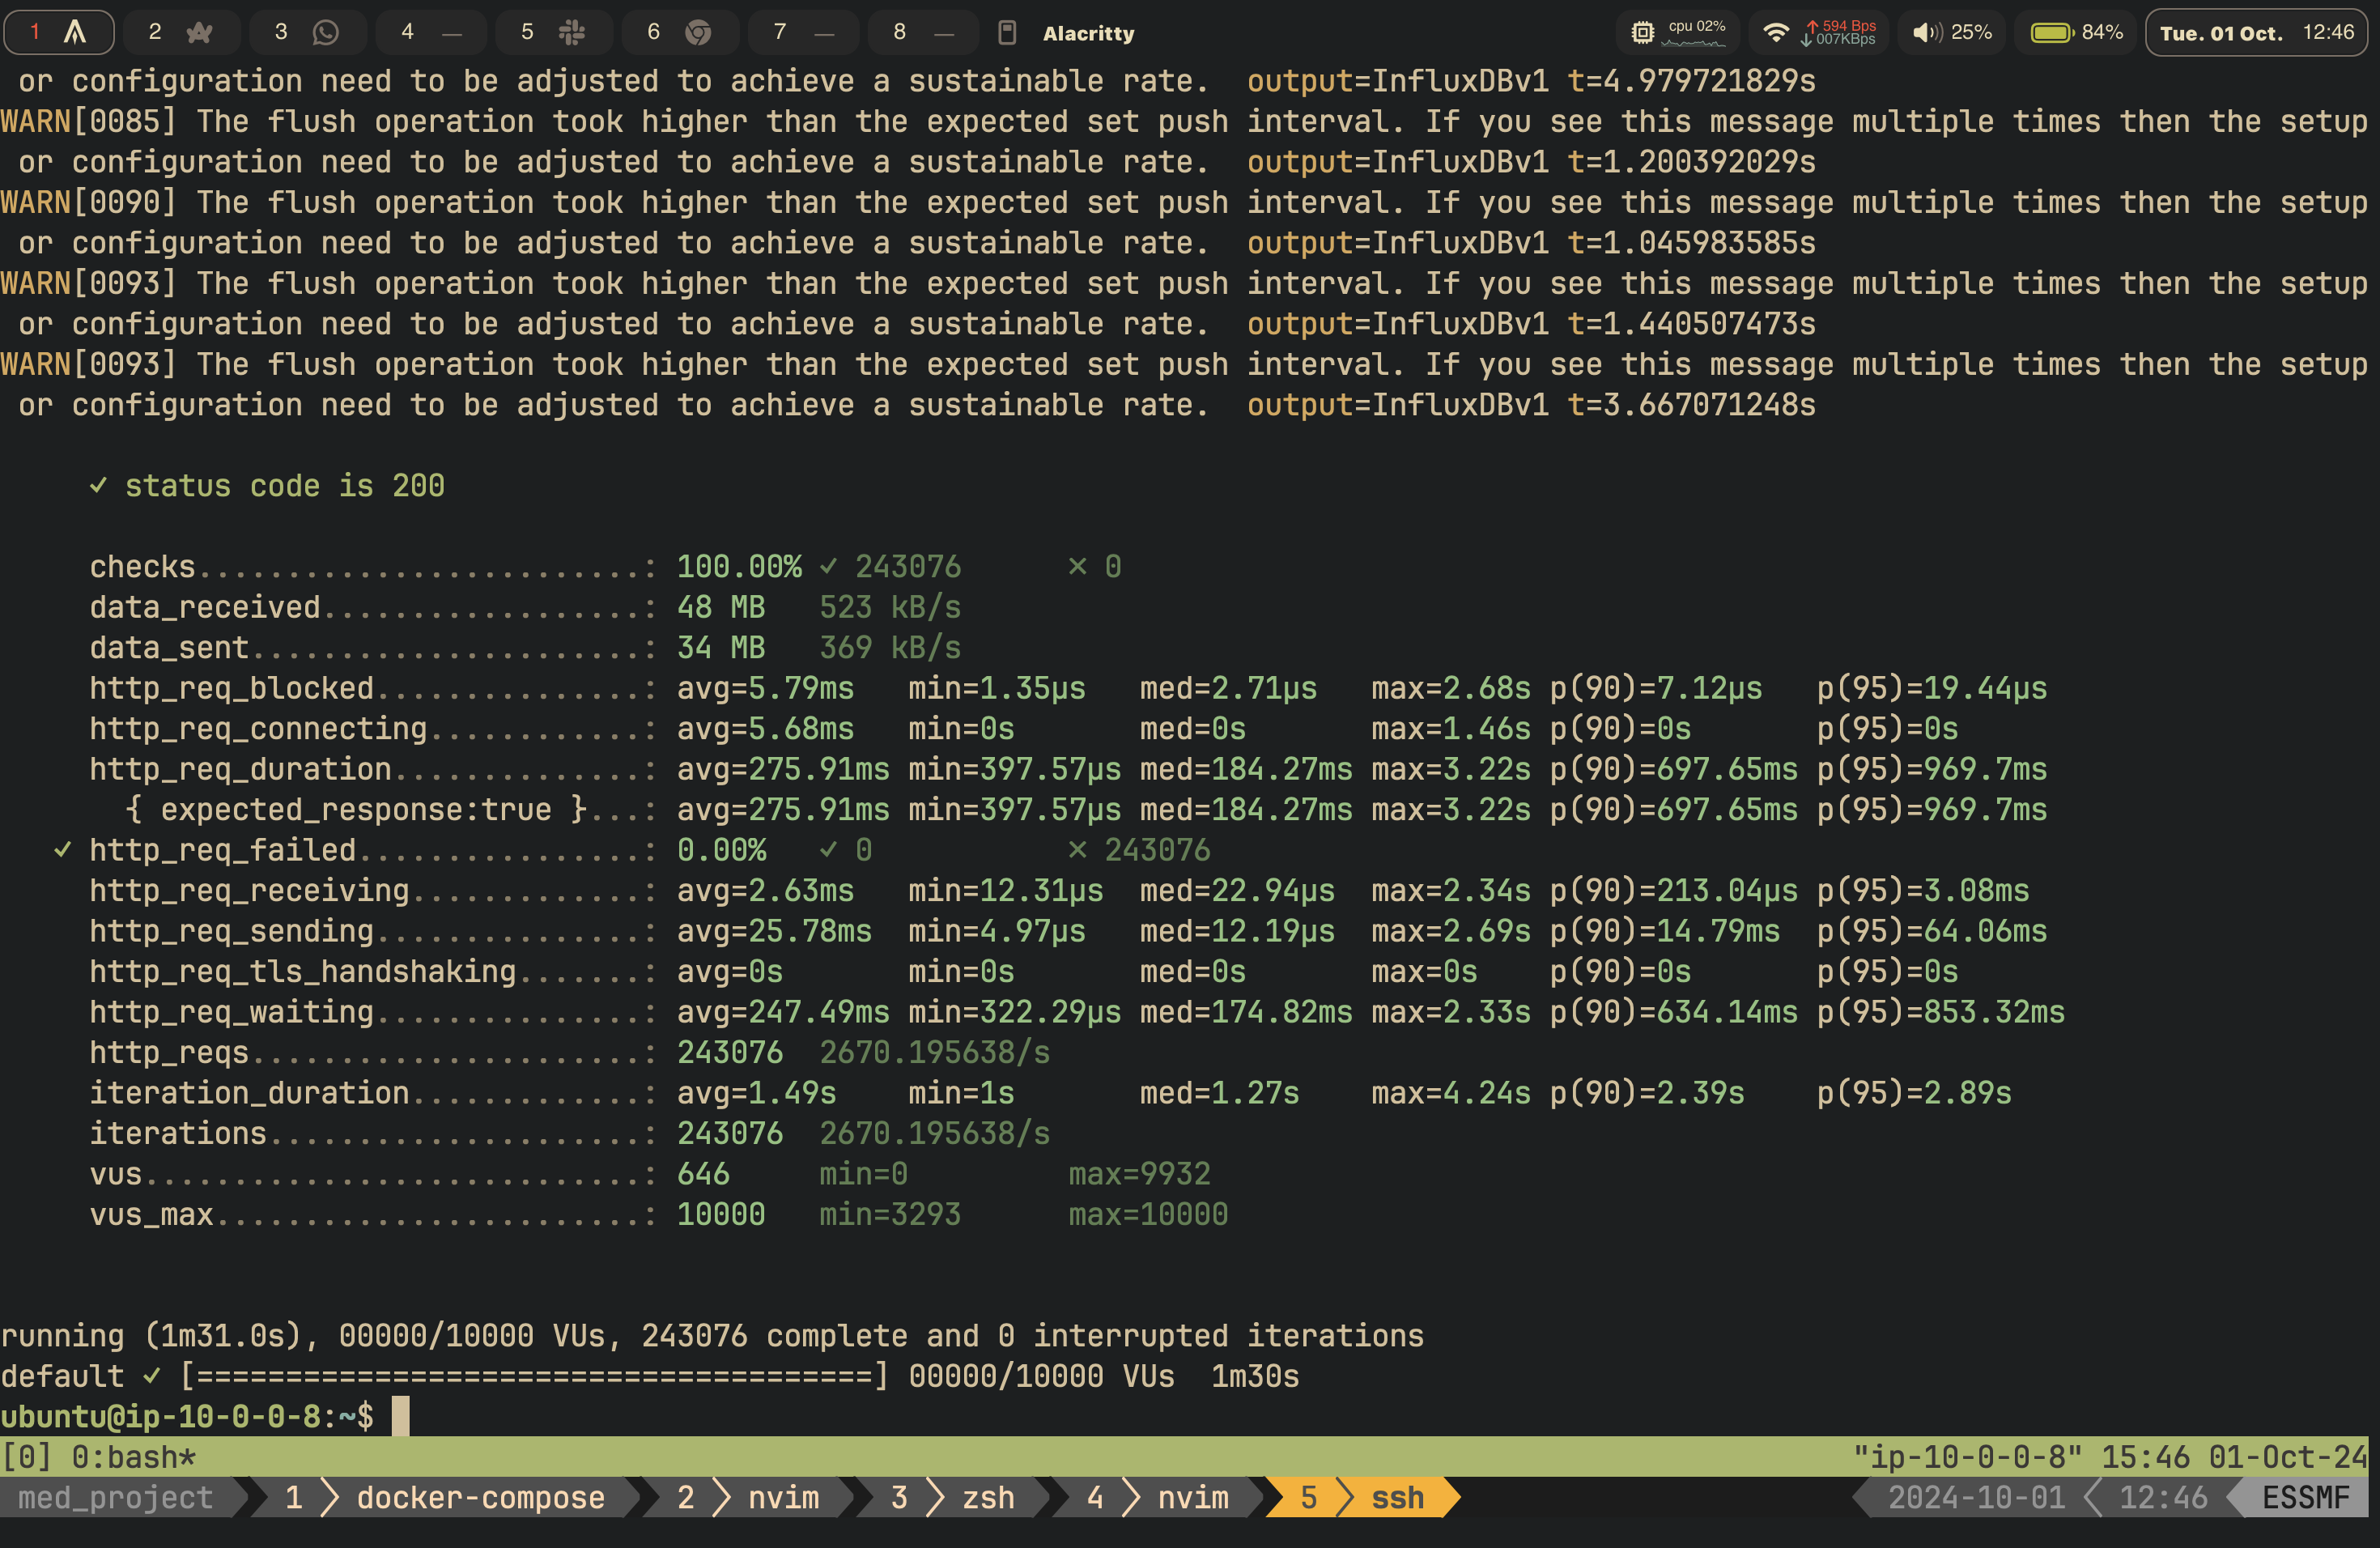 1 2 3 4 — 5 6 7 — 8 — Alacritty cpu 02% 594 Bps 007KBps 25% 84% Tue. 01 Oct. 12:46
or configuration need to be adjusted to achieve a sustainable rate.  output=InfluxDBv1 t=4.979721829s
WARN[0085] The flush operation took higher than the expected set push interval. If you see this message multiple times then the setup
or configuration need to be adjusted to achieve a sustainable rate.  output=InfluxDBv1 t=1.200392029s
WARN[0090] The flush operation took higher than the expected set push interval. If you see this message multiple times then the setup
or configuration need to be adjusted to achieve a sustainable rate.  output=InfluxDBv1 t=1.045983585s
WARN[0093] The flush operation took higher than the expected set push interval. If you see this message multiple times then the setup
or configuration need to be adjusted to achieve a sustainable rate.  output=InfluxDBv1 t=1.440507473s
WARN[0093] The flush operation took higher than the expected set push interval. If you see this message multiple times then the setup
or configuration need to be adjusted to achieve a sustainable rate.  output=InfluxDBv1 t=3.667071248s
✓ status code is 200
checks.........................: 100.00% ✓ 243076      ✗ 0
data_received..................: 48 MB   523 kB/s
data_sent......................: 34 MB   369 kB/s
http_req_blocked...............: avg=5.79ms   min=1.35µs   med=2.71µs   max=2.68s p(90)=7.12µs   p(95)=19.44µs
http_req_connecting............: avg=5.68ms   min=0s       med=0s       max=1.46s p(90)=0s       p(95)=0s
http_req_duration..............: avg=275.91ms min=397.57µs med=184.27ms max=3.22s p(90)=697.65ms p(95)=969.7ms
{ expected_response:true }...: avg=275.91ms min=397.57µs med=184.27ms max=3.22s p(90)=697.65ms p(95)=969.7ms
✓ http_req_failed................: 0.00%   ✓ 0           ✗ 243076
http_req_receiving.............: avg=2.63ms   min=12.31µs  med=22.94µs  max=2.34s p(90)=213.04µs p(95)=3.08ms
http_req_sending...............: avg=25.78ms  min=4.97µs   med=12.19µs  max=2.69s p(90)=14.79ms  p(95)=64.06ms
http_req_tls_handshaking.......: avg=0s       min=0s       med=0s       max=0s    p(90)=0s       p(95)=0s
http_req_waiting...............: avg=247.49ms min=322.29µs med=174.82ms max=2.33s p(90)=634.14ms p(95)=853.32ms
http_reqs......................: 243076  2670.195638/s
iteration_duration.............: avg=1.49s    min=1s       med=1.27s    max=4.24s p(90)=2.39s    p(95)=2.89s
iterations.....................: 243076  2670.195638/s
vus............................: 646     min=0         max=9932
vus_max........................: 10000   min=3293      max=10000
running (1m31.0s), 00000/10000 VUs, 243076 complete and 0 interrupted iterations
default ✓ [======================================] 00000/10000 VUs  1m30s
ubuntu@ip-10-0-0-8:~$
[0] 0:bash* "ip-10-0-0-8" 15:46 01-Oct-24
med_project 1 docker-compose 2 nvim 3 zsh 4 nvim 5 ssh 2024-10-01 12:46 ESSMF